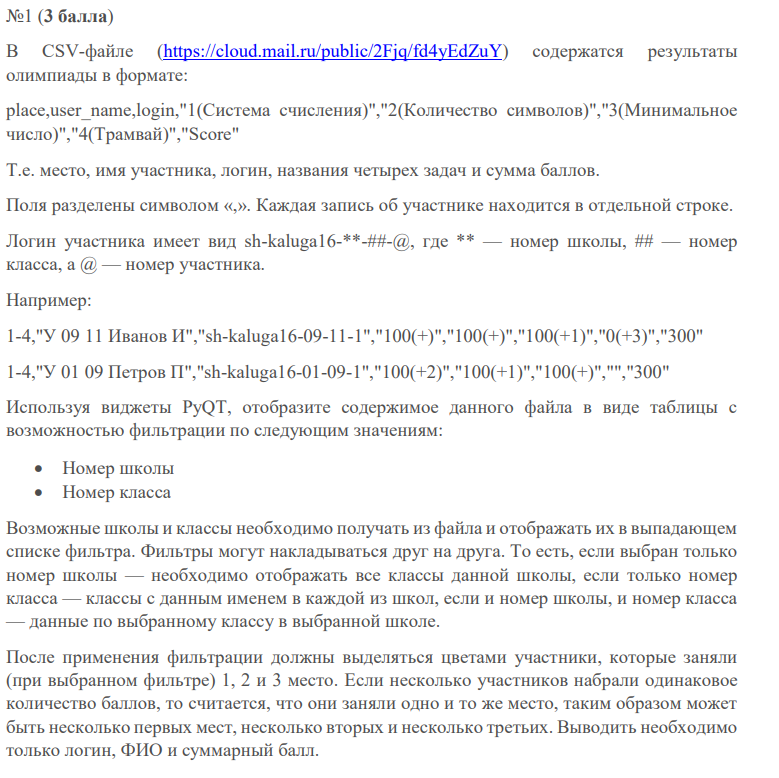 №1 (3 балла)
В CSV-файле (https://cloud.mail.ru/public/2Fjq/fd4yEdZuY) содержатся результаты
олимпиады в формате:
place,user_name,login,"1(Система счисления)","2(Количество символов)","3(Минимальное
число)","4(Трамвай)","Score"
Т.е. место, имя участника, логин, названия четырех задач и сумма баллов.
Поля разделены символом «,». Каждая запись об участнике находится в отдельной строке.
Логин участника имеет вид sh-kaluga16-**-##-@, где ** — номер школы, ## — номер
класса, а @ — номер участника.
Например:
1-4,"У 09 11 Иванов И","sh-kaluga16-09-11-1","100(+)","100(+)","100(+1)","0(+3)","300"
1-4,"У 01 09 Петров П","sh-kaluga16-01-09-1","100(+2)","100(+1)","100(+)","","300"
Используя виджеты PyQT, отобразите содержимое данного файла в виде таблицы с
возможностью фильтрации по следующим значениям:
• Номер школы
• Номер класса
Возможные школы и классы необходимо получать из файла и отображать их в выпадающем
списке фильтра. Фильтры могут накладываться друг на друга. То есть, если выбран только
номер школы — необходимо отображать все классы данной школы, если только номер
класса — классы с данным именем в каждой из школ, если и номер школы, и номер класса
— данные по выбранному классу в выбранной школе.
После применения фильтрации должны выделяться цветами участники, которые заняли
(при выбранном фильтре) 1, 2 и 3 место. Если несколько участников набрали одинаковое
количество баллов, то считается, что они заняли одно и то же место, таким образом может
быть несколько первых мест, несколько вторых и несколько третьих. Выводить необходимо
только логин, ФИО и суммарный балл.